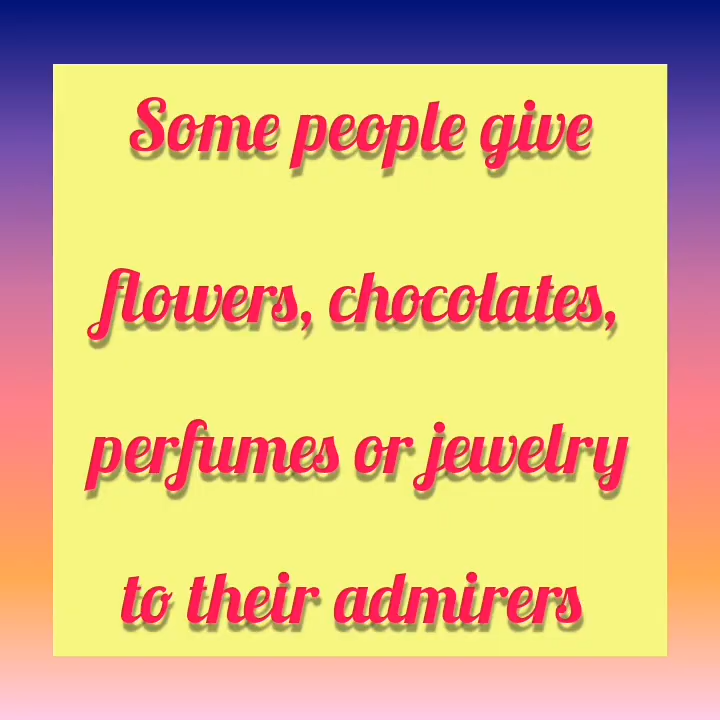 Some people give
flowers, chocolates,
perfumes or jewelry
to their admirers